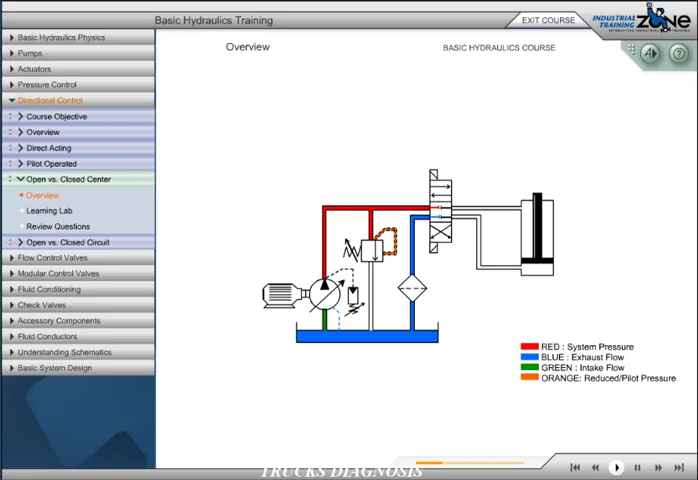 Basic Hydraulics Training
EXIT COURSE
INDUSTRIAL
TRAINING
ZONE
Overview
BASIC HYDRAULICS COURSE
Basic Hydraulics Physics
Pumps
Actuators
Pressure Control
Directional Control
Course Objective
Overview
Direct Acting
Pilot Operated
Open vs. Closed Center
Overview
Learning Lab
Review Questions
Open vs. Closed Circuit
Flow Control Valves
Modular Control Valves
Fluid Conditioning
Check Valves
Accessory Components
Fluid Conductors
Understanding Schematics
Basic System Design
A
?
RED : System Pressure
BLUE : Exhaust Flow
GREEN : Intake Flow
ORANGE: Reduced/Pilot Pressure
TRUCKS DIAGNOSIS